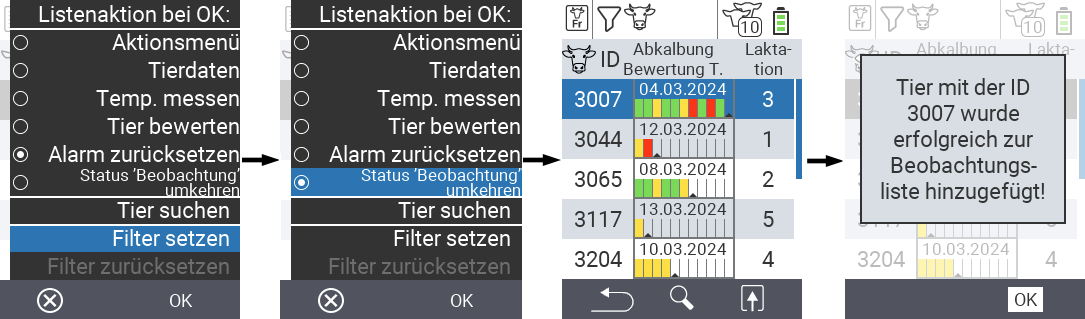 Listenaktion bei OK:
Aktionsmenü
Tierdaten
Temp. messen
Tier bewerten
Alarm zurücksetzen
Status 'Beobachtung'
umkehren
Tier suchen
Filter setzen
Filter zurücksetzen
OK
Listenaktion bei OK:
Aktionsmenü
Tierdaten
Temp. messen
Tier bewerten
Alarm zurücksetzen
Status 'Beobachtung'
umkehren
Tier suchen
Filter setzen
Filter zurücksetzen
OK
Fr
10
ID
Abkalbung
Bewertung T.
Lakta-
tion
3007
04.03.2024
3
3044
12.03.2024
1
3065
08.03.2024
2
3117
13.03.2024
5
3204
10.03.2024
4
Fr
10
Abkalbung
Lakta-
Tier mit der ID
3007 wurde
erfolgreich zur
Beobachtungs-
liste hinzugefügt!
3204
10.03.2024
4
OK